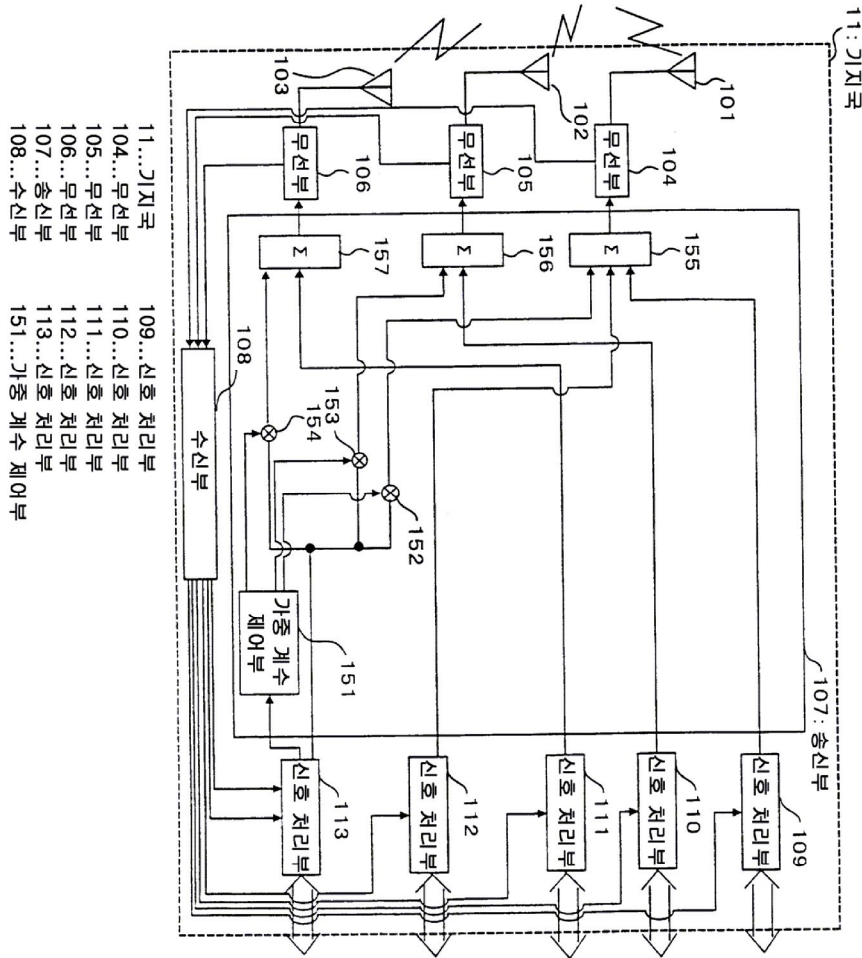 11: 기지국
101
102
103
무선부
104
무선부
105
무선부
106
Σ
155
Σ
156
Σ
157
108
수신부
154
153
152
가중 계수
제어부
151
107: 송신부
신호 처리부
109
신호 처리부
110
신호 처리부
111
신호 처리부
112
신호 처리부
113
11...기지국
104...무선부
105...무선부
106...무선부
107...송신부
108...수신부
109...신호 처리부
110...신호 처리부
111...신호 처리부
112...신호 처리부
113...신호 처리부
151...가중 계수 제어부